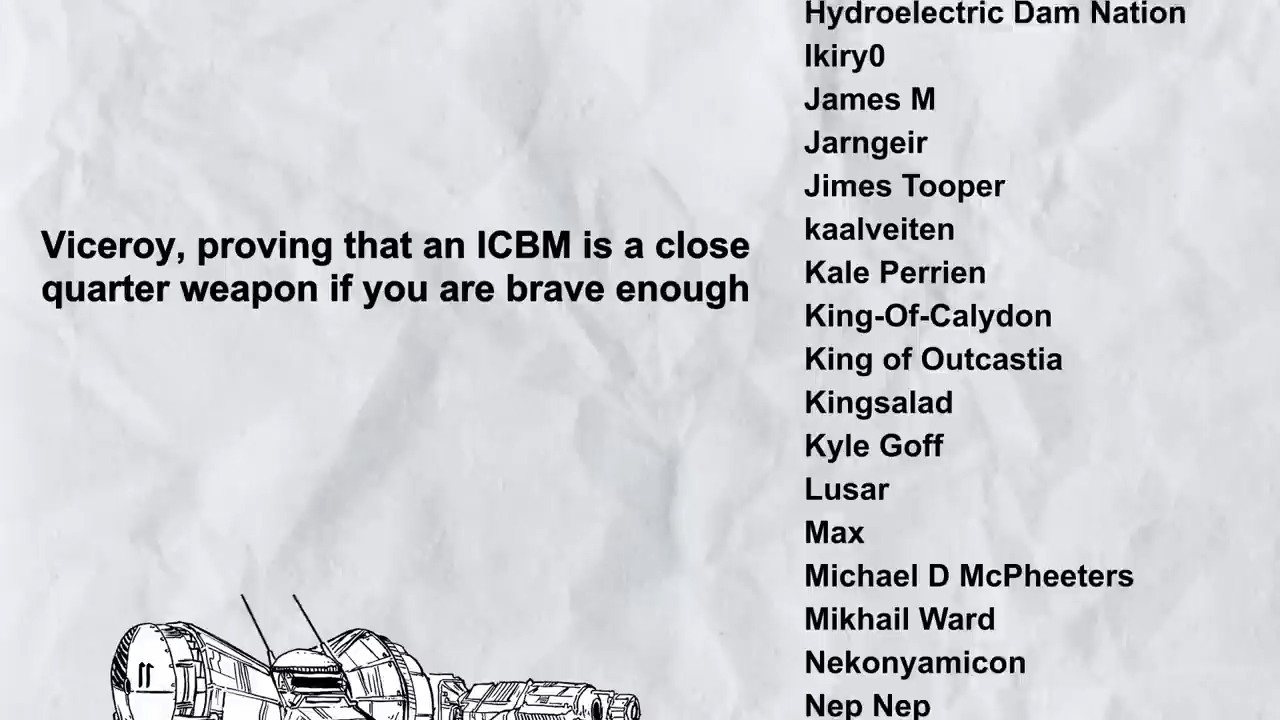 Viceroy, proving that an ICBM is a close
quarter weapon if you are brave enough
Hydroelectric Dam Nation
Ikiry0
James M
Jarngeir
Jimes Tooper
kaalveiten
Kale Perrien
King-Of-Calydon
King of Outcastia
Kingsalad
Kyle Goff
Lusar
Max
Michael D McPheeters
Mikhail Ward
Nekonyamicon
Nep Nep